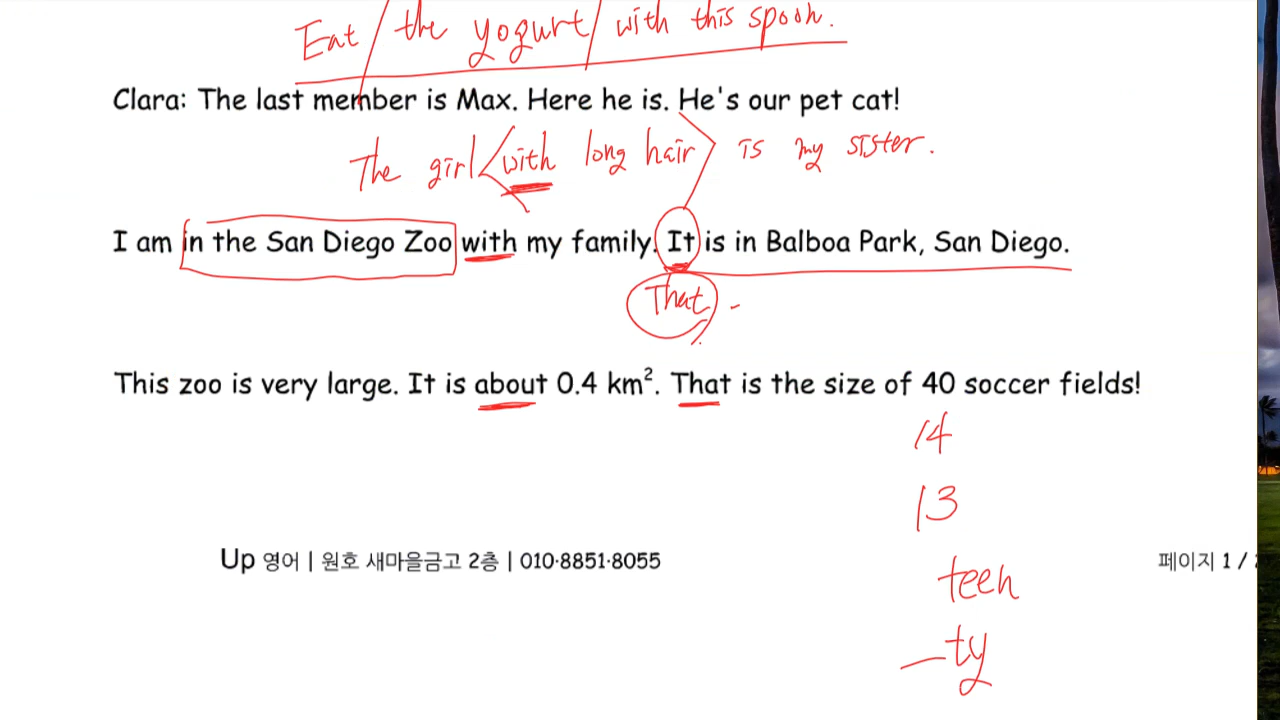 Eat / the yogurt / with this spoon.
Clara: The last member is Max. Here he is. He's our pet cat!
The girl <with long hair> is my sister.
I am in the San Diego Zoo with my family. It is in Balboa Park, San Diego.
That
This zoo is very large. It is about 0.4 km². That is the size of 40 soccer fields!
14
13
teen
-ty
Up 영어 | 원호 새마을금고 2층 | 010-8851-8055
페이지 1 /